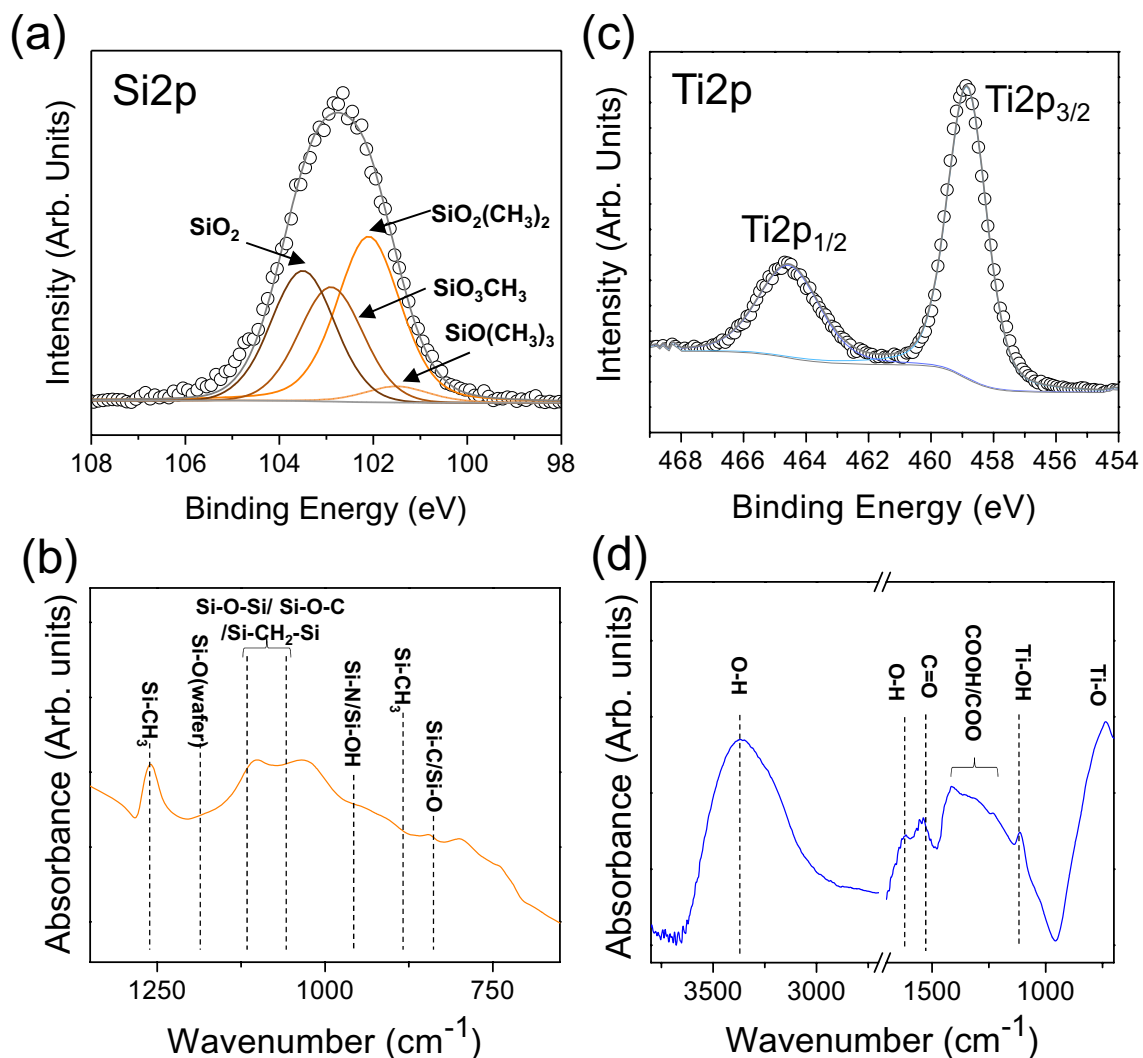 (a)
Si2p
SiO2
SiO2(CH3)2
SiO3CH3
SiO(CH3)3
Intensity (Arb. Units)
108 106 104 102 100 98
Binding Energy (eV)
(c)
Ti2p
Ti2p1/2
Ti2p3/2
Intensity (Arb. Units)
468 466 464 462 460 458 456 454
Binding Energy (eV)
(b)
Si-O-Si/ Si-O-C
/Si-CH2-Si
Si-CH3
Si-O(wafer)
Si-N/Si-OH
Si-CH3
Si-C/Si-O
Absorbance (Arb. units)
1250 1000 750
Wavenumber (cm-1)
(d)
O-H
O-H
C=O
COOH/COO
Ti-OH
Ti-O
Absorbance (Arb. Units)
3500 3000 1500 1000
Wavenumber (cm-1)